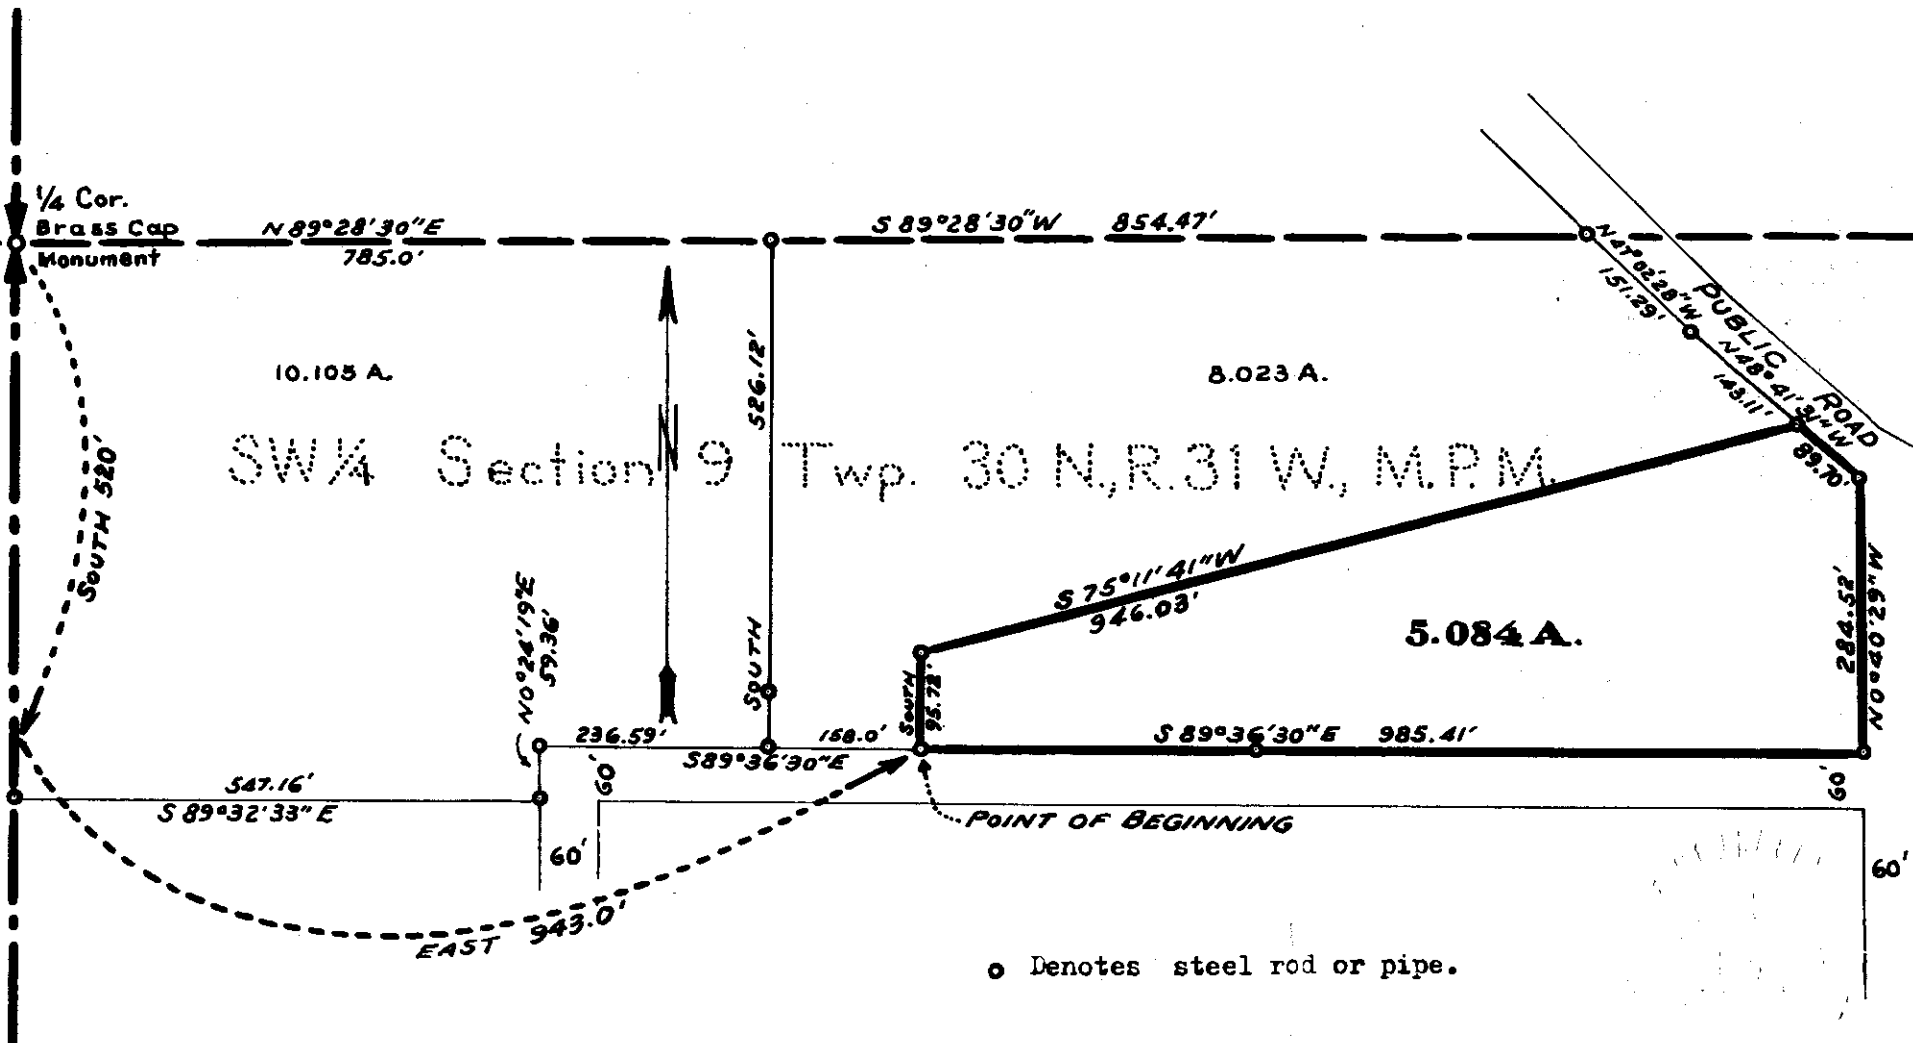 1/4 Cor.
Brass Cap
Monument
N 89°28'30"E
785.0'
S 89°28'30"W 854.47'
N 47°02'28"W
151.29'
PUBLIC ROAD
N 48°41'31"W
143.11'
89.70'
10.105 A.
526.12'
SOUTH
8.023 A.
SW 1/4 Section 9 Twp. 30 N., R. 31 W., M.P.M.
N
SOUTH 520'
N 0°24'19"E
59.36'
S 75°11'41"W
946.03'
5.084 A.
284.52'
N 0°40'29"W
SOUTH
95.72'
236.59'
158.0'
S 89°36'30"E
S 89°36'30"E 985.41'
547.16'
S 89°32'33"E
60'
60'
60'
60'
POINT OF BEGINNING
EAST 943.0'
Denotes steel rod or pipe.